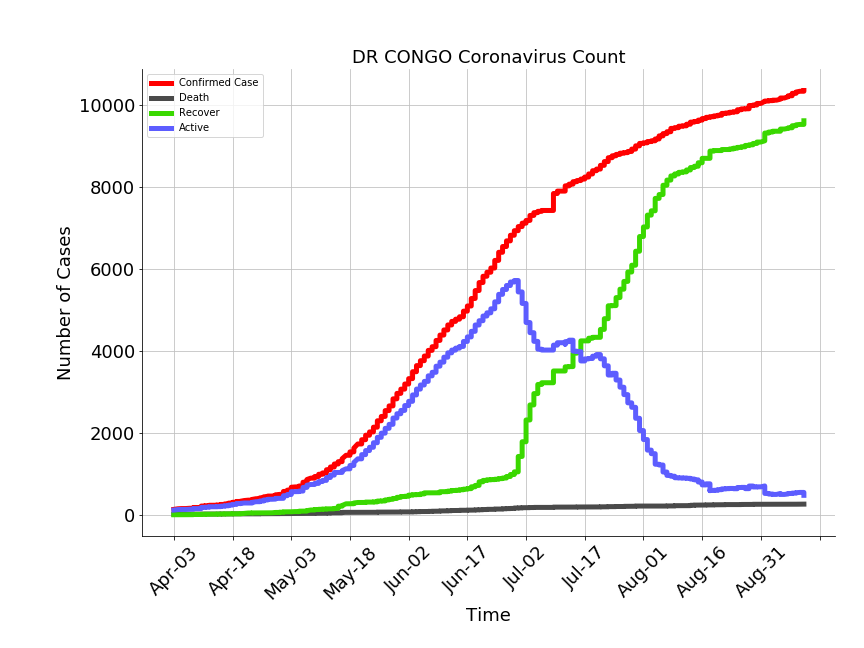 DR CONGO Coronavirus Count
Confirmed Case
Death
Recover
Active
Number of Cases
10000
8000
6000
4000
2000
0
Apr-03
Apr-18
May-03
May-18
Jun-02
Jun-17
Jul-02
Jul-17
Aug-01
Aug-16
Aug-31
Time